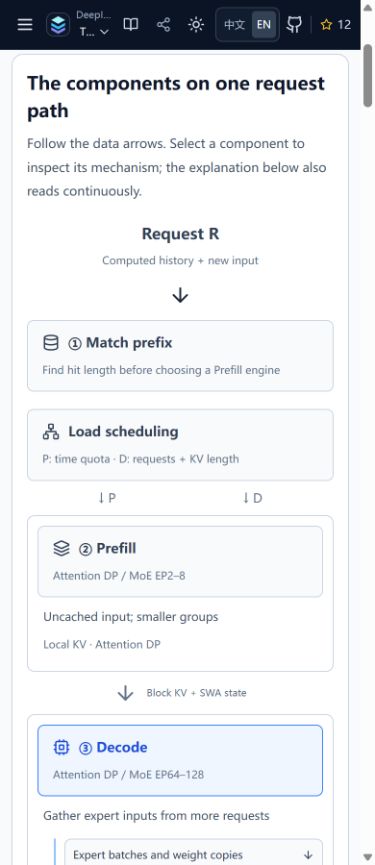 Deepl...
T...
中文 EN
12
The components on one request
path
Follow the data arrows. Select a component to
inspect its mechanism; the explanation below also
reads continuously.
Request R
Computed history + new input
① Match prefix
Find hit length before choosing a Prefill engine
Load scheduling
P: time quota · D: requests + KV length
↓ P ↓ D
② Prefill
Attention DP / MoE EP2–8
Uncached input; smaller groups
Local KV · Attention DP
Block KV + SWA state
③ Decode
Attention DP / MoE EP64–128
Gather expert inputs from more requests
Expert batches and weight copies